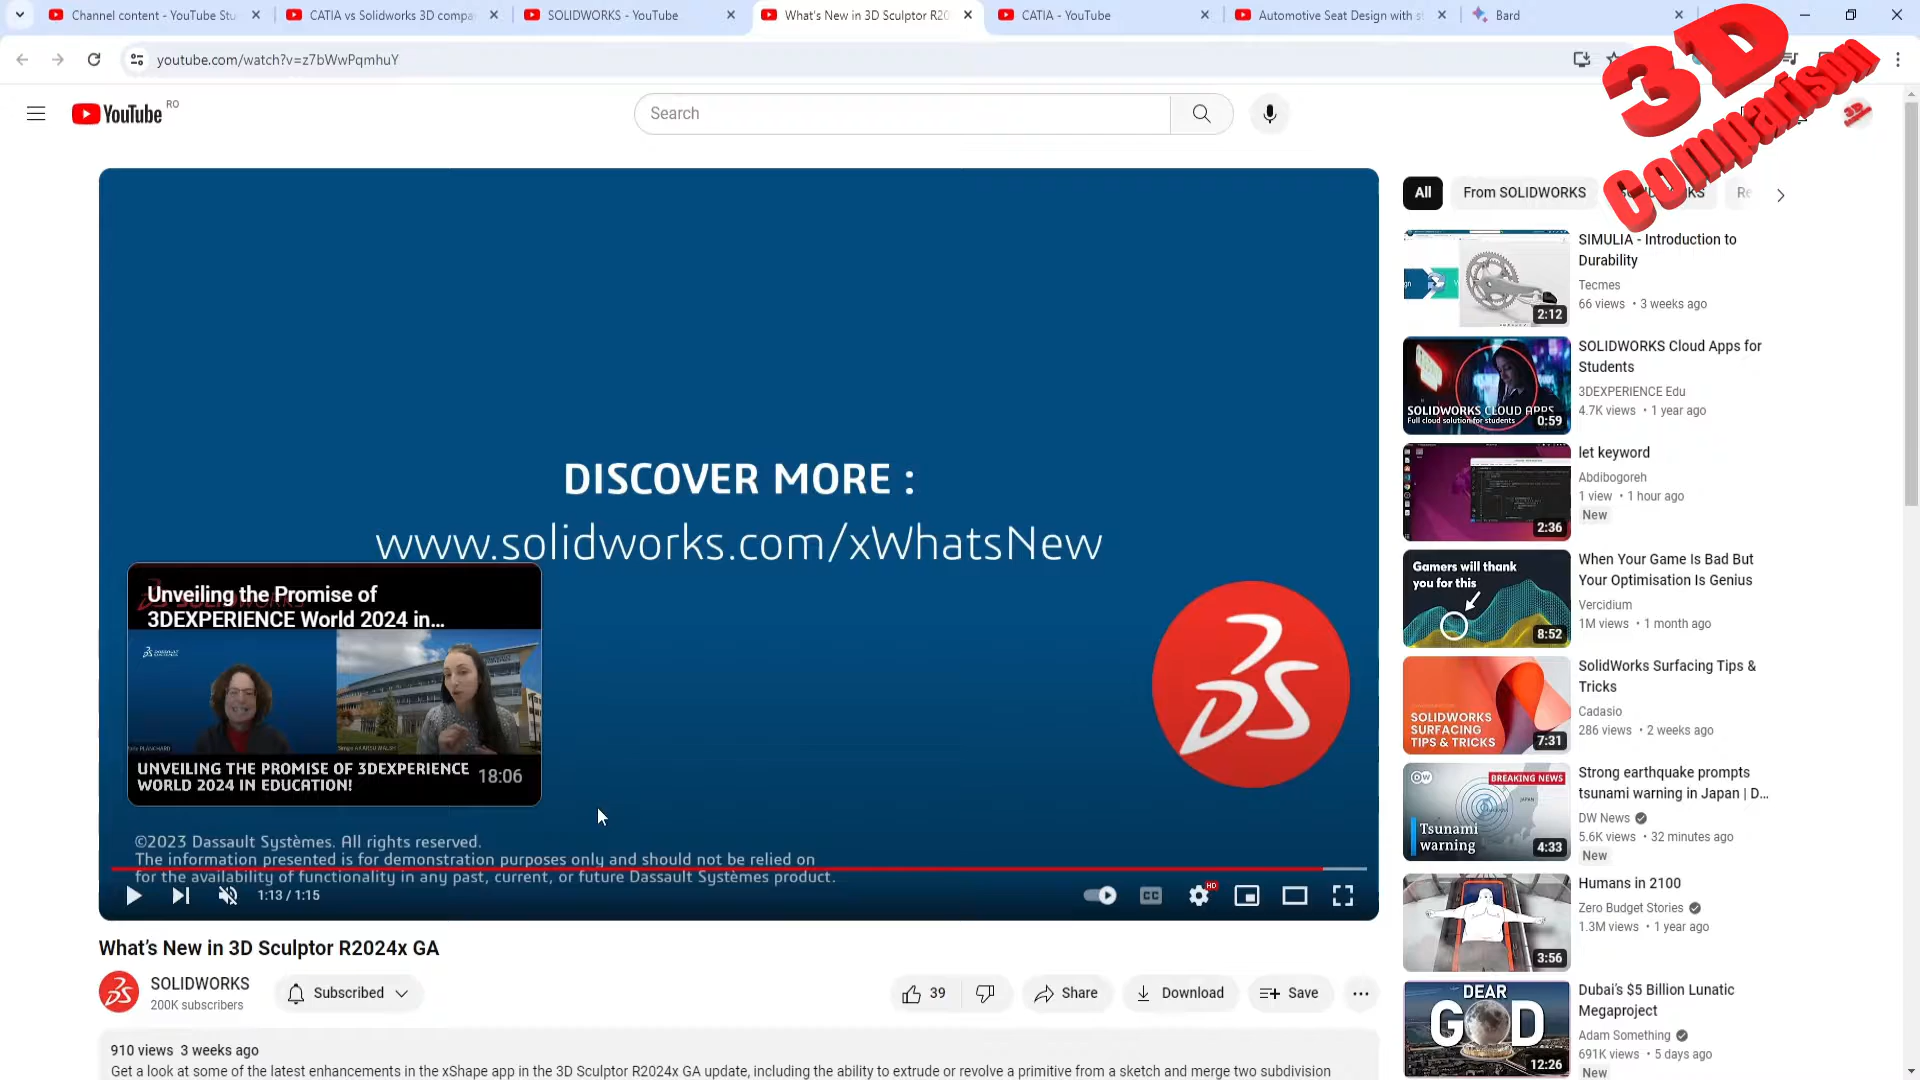 Channel content - YouTube Stu
CATIA vs Solidworks 3D compa
SOLIDWORKS - YouTube
What's New in 3D Sculptor R20
CATIA - YouTube
Automotive Seat Design with s
Bard
youtube.com/watch?v=z7bWwPqmhuY
3D
Comparison
YouTube RO
Search
All
From SOLIDWORKS
DISCOVER MORE :
www.solidworks.com/xWhatsNew
Unveiling the Promise of
3DEXPERIENCE World 2024 in...
UNVEILING THE PROMISE OF 3DEXPERIENCE
WORLD 2024 IN EDUCATION!
18:06
©2023 Dassault Systèmes. All rights reserved.
The information presented is for demonstration purposes only and should not be relied on
for the availability of functionality in any past, current, or future Dassault Systèmes product.
1:13 / 1:15
CC
HD
What's New in 3D Sculptor R2024x GA
SOLIDWORKS
200K subscribers
Subscribed
39
Share
Download
Save
910 views 3 weeks ago
Get a look at some of the latest enhancements in the xShape app in the 3D Sculptor R2024x GA update, including the ability to extrude or revolve a primitive from a sketch and merge two subdivision
SIMULIA - Introduction to
Durability
Tecmes
66 views • 3 weeks ago
2:12
SOLIDWORKS Cloud Apps for
Students
3DEXPERIENCE Edu
4.7K views • 1 year ago
SOLIDWORKS CLOUD APPS
Full cloud solution for students
0:59
let keyword
Abdibogoreh
1 view • 1 hour ago
New
2:36
When Your Game Is Bad But
Your Optimisation Is Genius
Vercidium
1M views • 1 month ago
Gamers will thank
you for this
8:52
SolidWorks Surfacing Tips &
Tricks
Cadasio
286 views • 2 weeks ago
SOLIDWORKS
SURFACING
TIPS & TRICKS
7:31
Strong earthquake prompts
tsunami warning in Japan | D...
DW News
5.6K views • 32 minutes ago
New
DW
BREAKING NEWS
JAPAN
Tsunami
warning
4:33
Humans in 2100
Zero Budget Stories
1.3M views • 1 year ago
3:56
Dubai's $5 Billion Lunatic
Megaproject
Adam Something
691K views • 5 days ago
New
DEAR
GOD
12:26